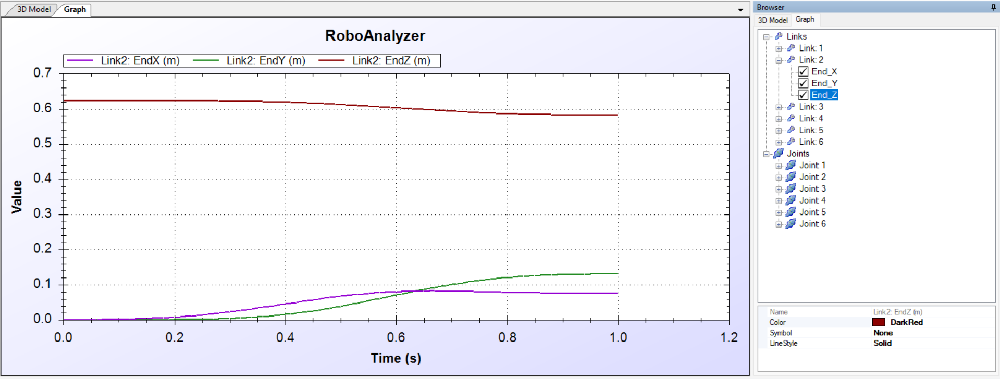 3D Model Graph
RoboAnalyzer
Link2: EndX (m) Link2: EndY (m) Link2: EndZ (m)
0.7
0.6
0.5
0.4
0.3
0.2
0.1
0.0
Value
0.0 0.2 0.4 0.6 0.8 1.0 1.2
Time (s)
Browser
3D Model Graph
Links
Link: 1
Link: 2
End_X
End_Y
End_Z
Link: 3
Link: 4
Link: 5
Link: 6
Joints
Joint: 1
Joint: 2
Joint: 3
Joint: 4
Joint: 5
Joint: 6
Name Link2: EndZ (m)
Color DarkRed
Symbol None
LineStyle Solid